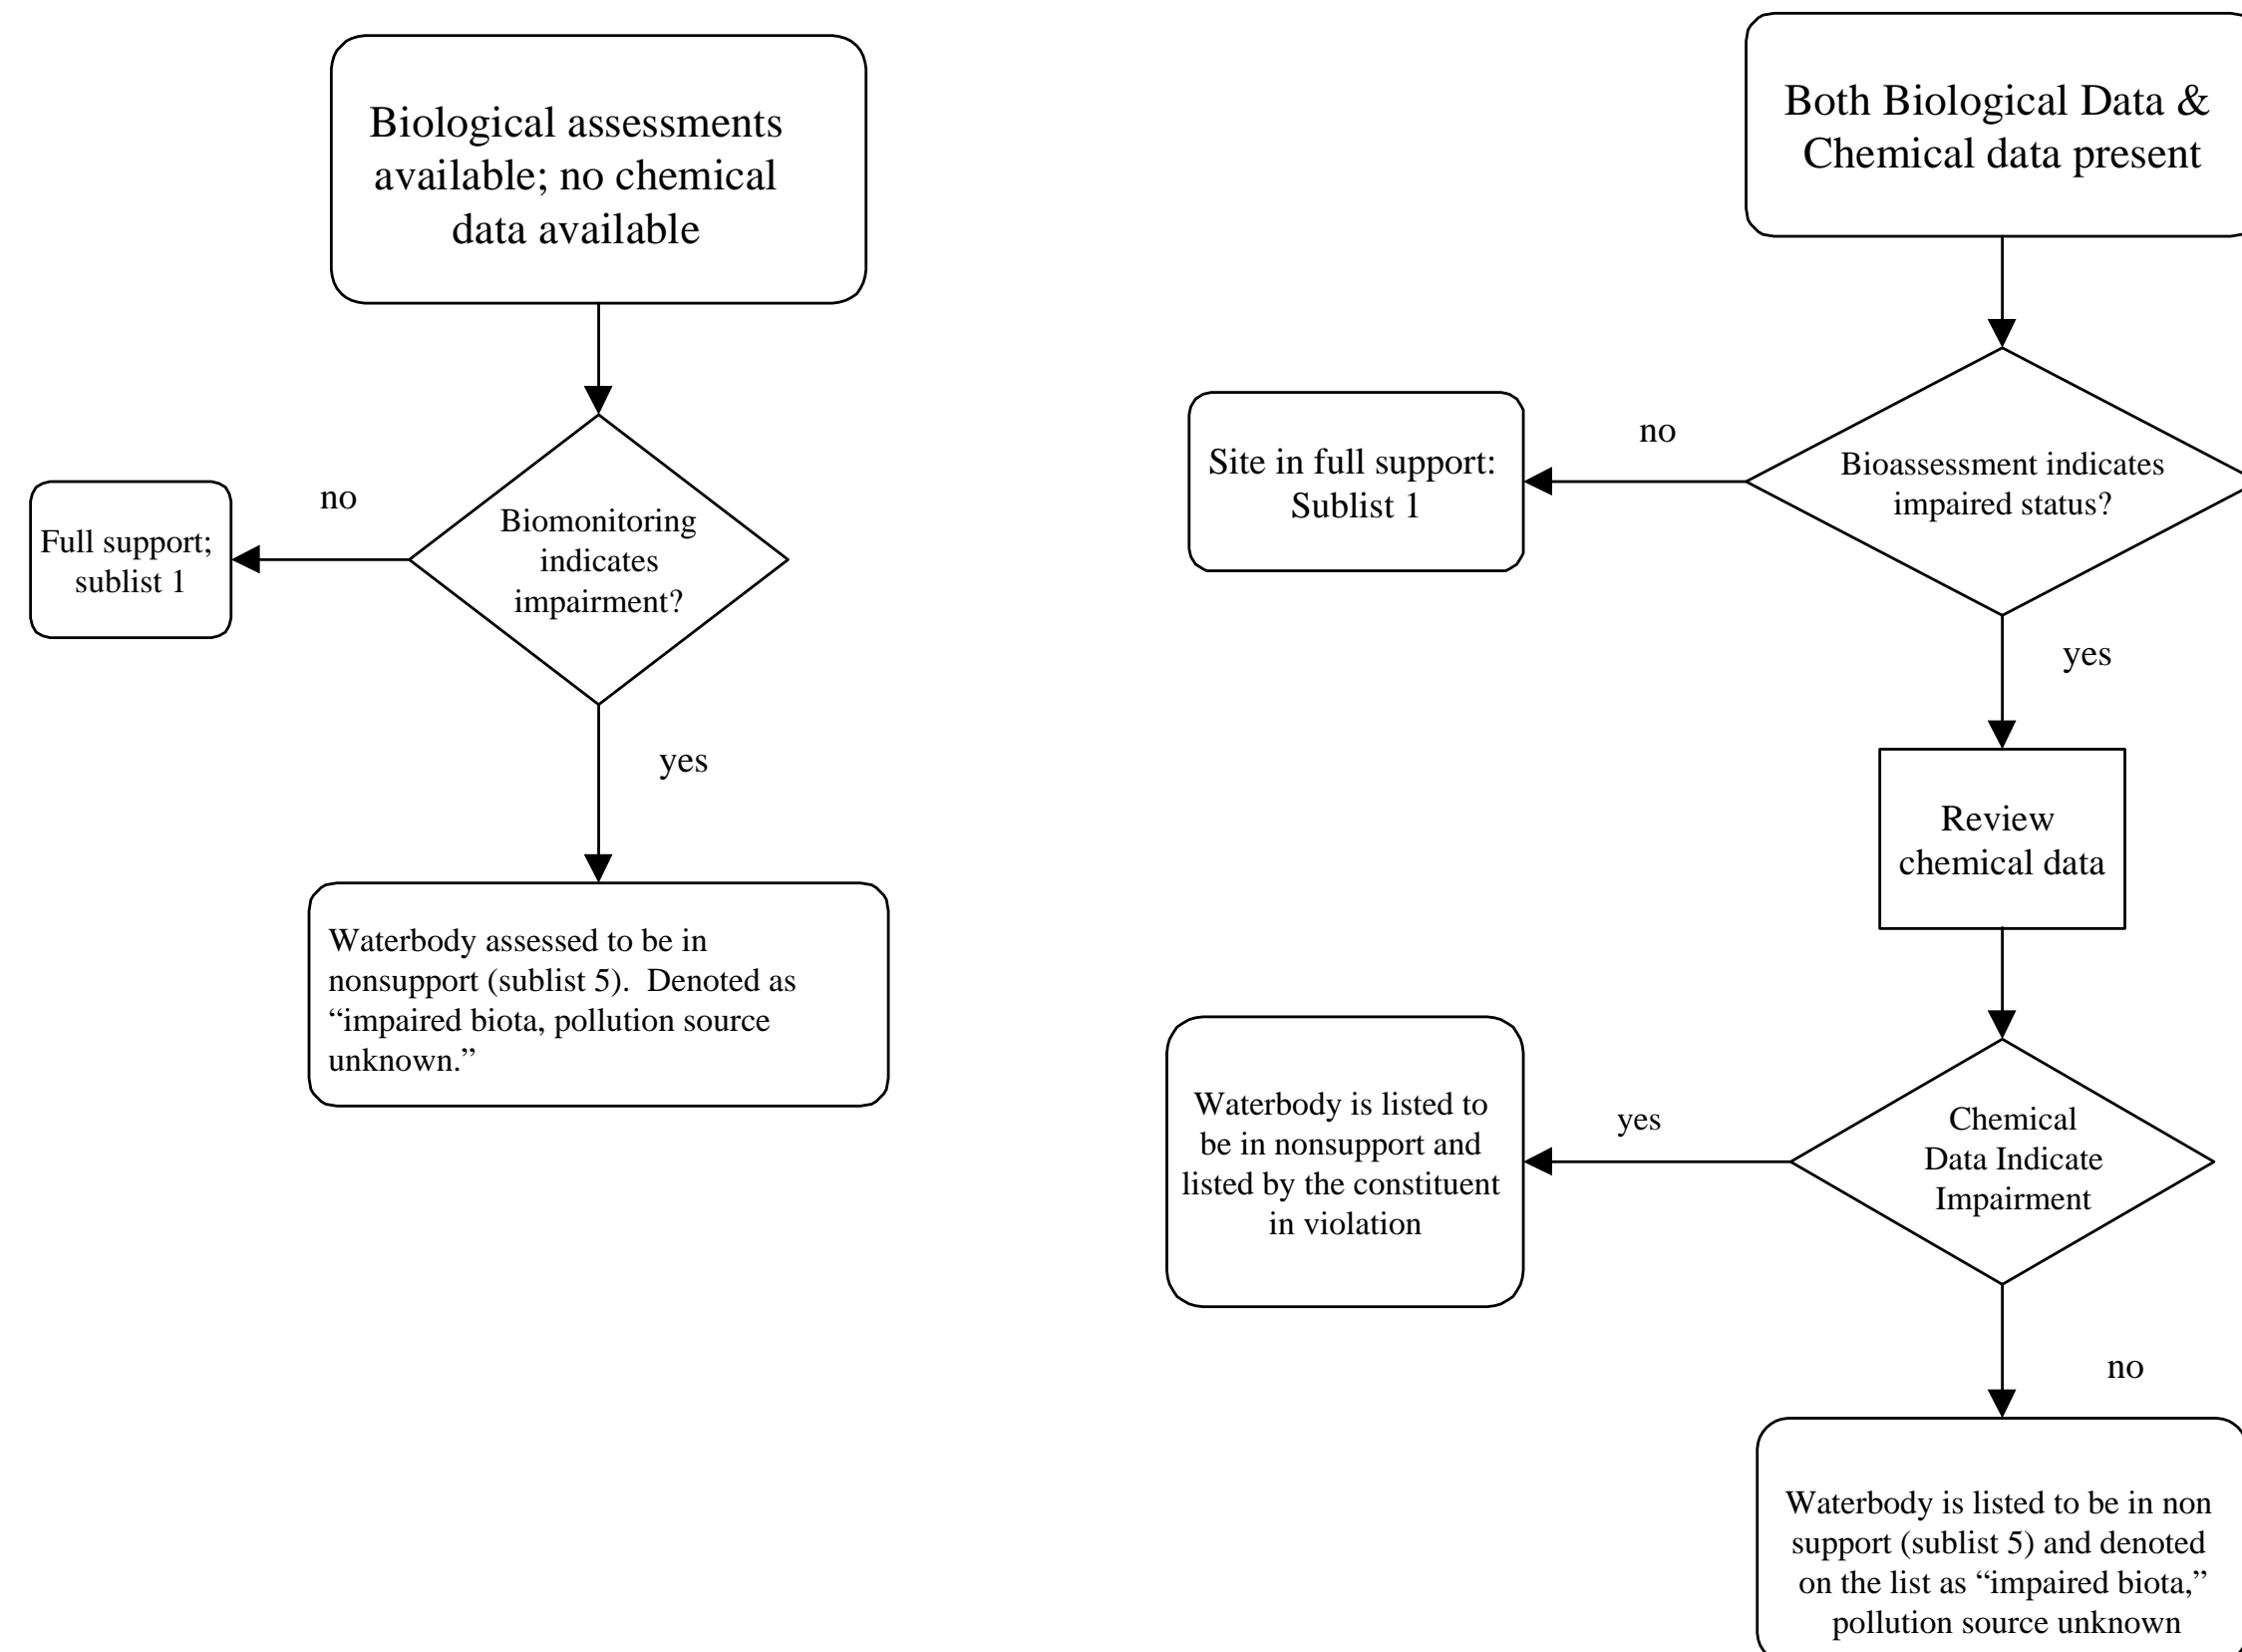 Biological assessments
available; no chemical
data available
no
Biomonitoring
indicates
impairment?
Full support;
sublist 1
yes
Waterbody assessed to be in
nonsupport (sublist 5).  Denoted as
“impaired biota, pollution source
unknown.”
Both Biological Data &
Chemical data present
no
Bioassessment indicates
impaired status?
Site in full support:
Sublist 1
yes
Review
chemical data
Chemical
Data Indicate
Impairment
yes
Waterbody is listed to
be in nonsupport and
listed by the constituent
in violation
no
Waterbody is listed to be in non
support (sublist 5) and denoted
on the list as “impaired biota,”
pollution source unknown